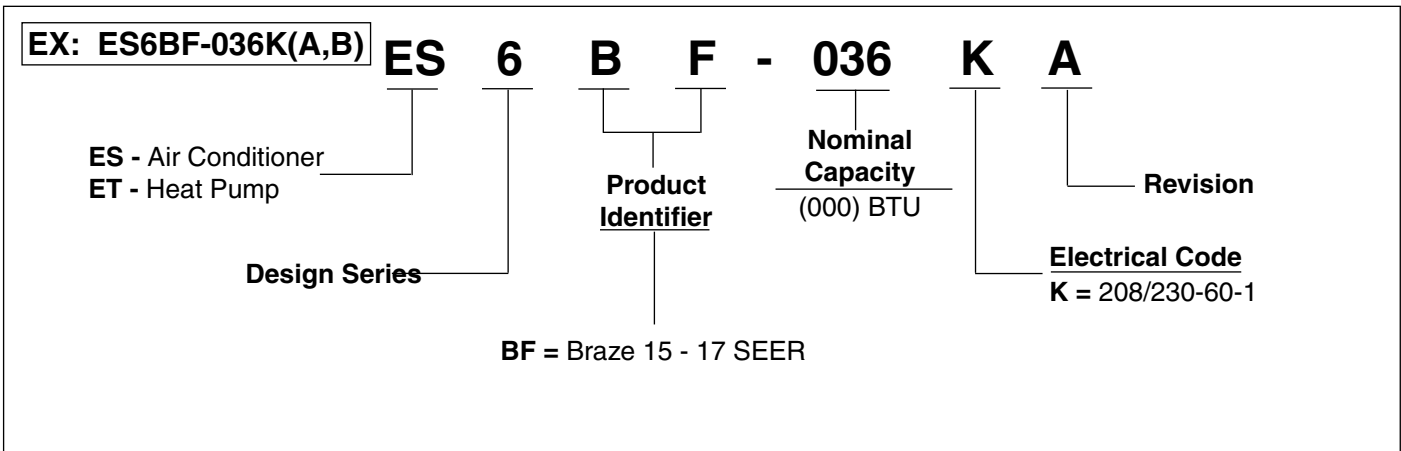 EX: ES6BF-036K(A,B)
ES 6 B F - 036 K A
ES - Air Conditioner
ET - Heat Pump
Design Series
Product
Identifier
BF = Braze 15 - 17 SEER
Nominal
Capacity
(000) BTU
Revision
Electrical Code
K = 208/230-60-1